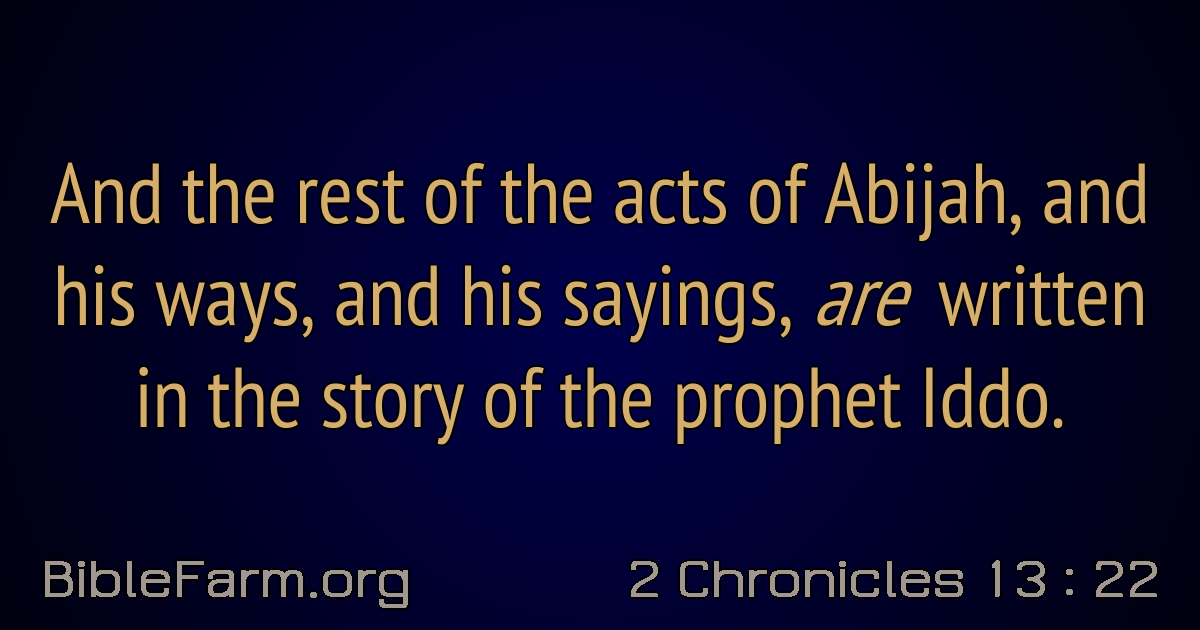 And the rest of the acts of Abijah, and
his ways, and his sayings, are written
in the story of the prophet Iddo.
BibleFarm.org
2 Chronicles 13 : 22